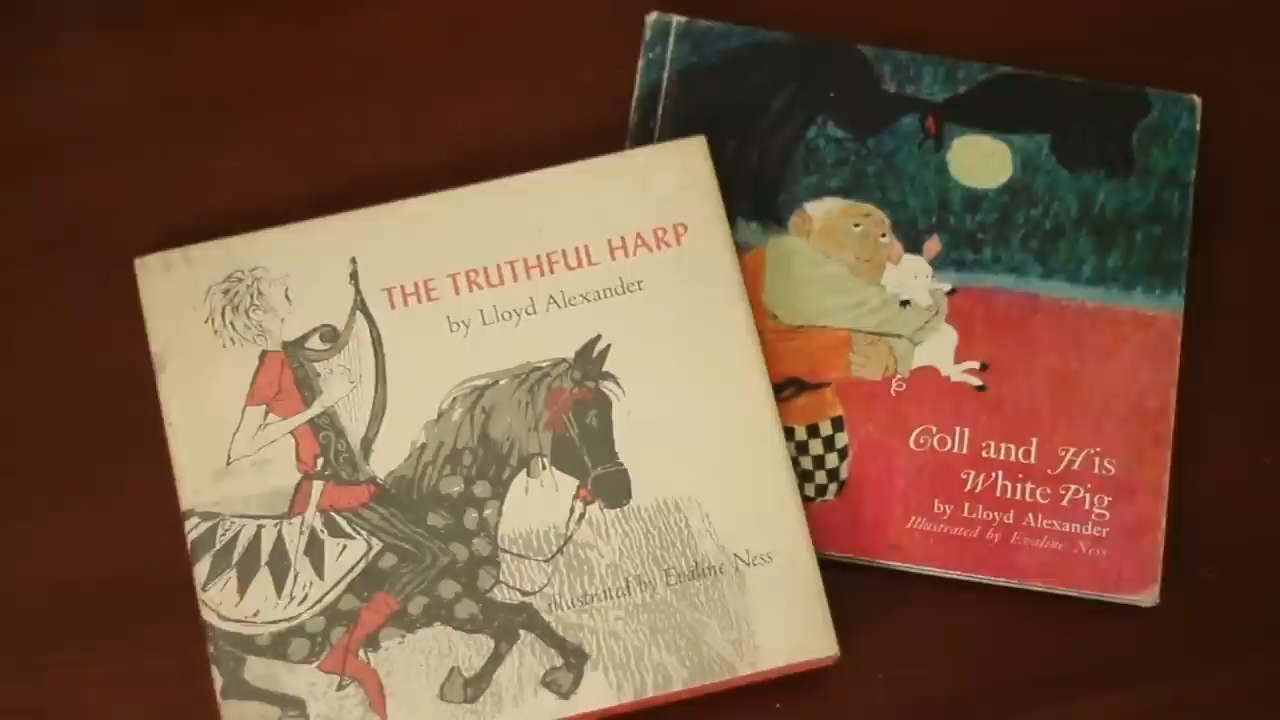 THE TRUTHFUL HARP
by Lloyd Alexander
illustrated by Evaline Ness
Coll and His
White Pig
by Lloyd Alexander
Illustrated by Evaline Ness